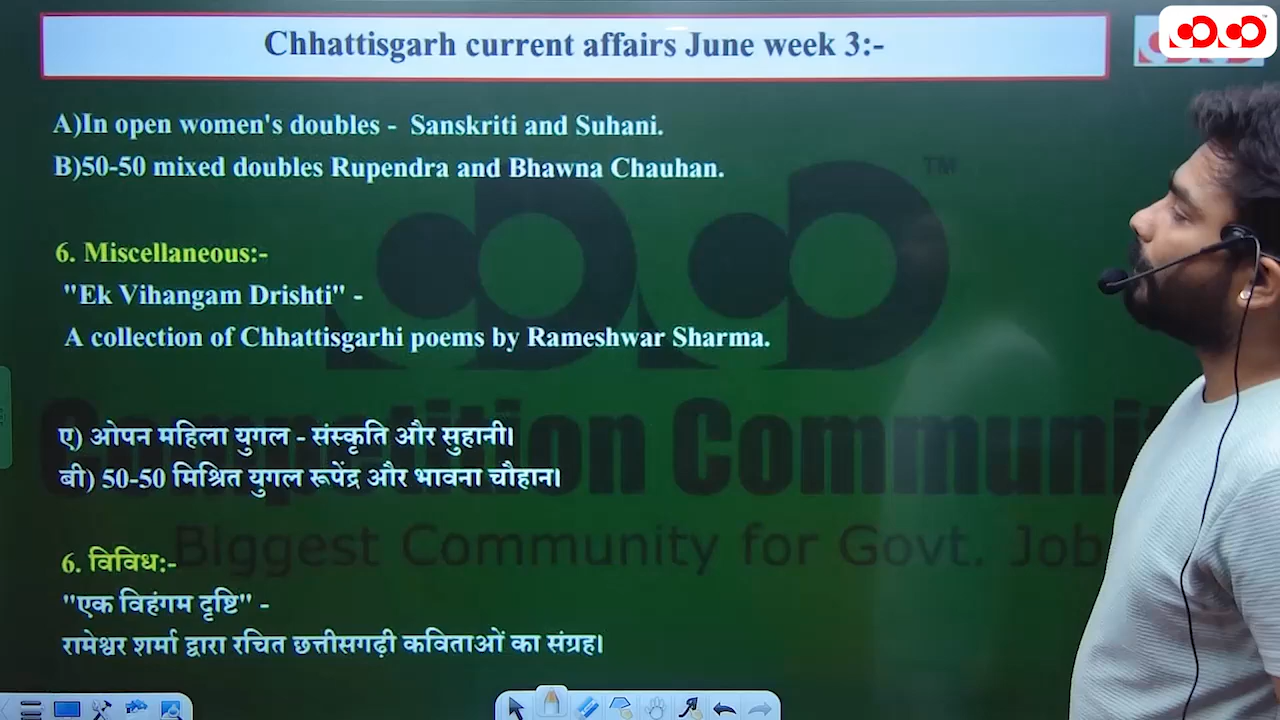 Chhattisgarh current affairs June week 3:-
A)In open women's doubles - Sanskriti and Suhani.
B)50-50 mixed doubles Rupendra and Bhawna Chauhan.
6. Miscellaneous:-
"Ek Vihangam Drishti" -
A collection of Chhattisgarhi poems by Rameshwar Sharma.
ए) ओपन महिला युगल - संस्कृति और सुहानी।
बी) 50-50 मिश्रित युगल रूपेंद्र और भावना चौहान।
6. विविध:-
"एक विहंगम दृष्टि" -
रामेश्वर शर्मा द्वारा रचित छत्तीसगढ़ी कविताओं का संग्रह।
TM
Competition Communi
Biggest Community for Govt. Job